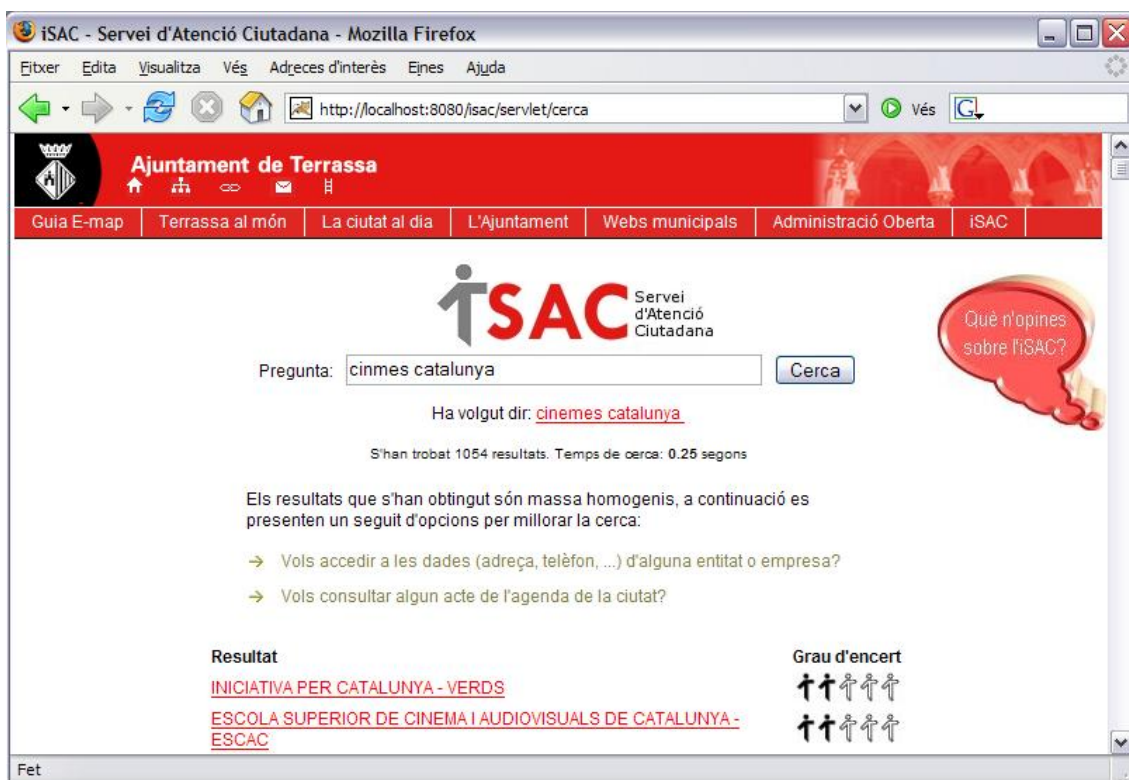 iSAC - Servei d'Atenció Ciutadana - Mozilla Firefox
Fitxer Edita Visualitza Vés Adreces d'interès Eines Ajuda
http://localhost:8080/isac/servlet/cerca Vés G
Ajuntament de Terrassa
Guia E-map Terrassa al món La ciutat al dia L'Ajuntament Webs municipals Administració Oberta iSAC
iSAC
Servei
d'Atenció
Ciutadana
Què n'opines
sobre l'iSAC?
Pregunta: cinmes catalunya Cerca
Ha volgut dir: cinemes catalunya
S'han trobat 1054 resultats. Temps de cerca: 0.25 segons
Els resultats que s'han obtingut són massa homogenis, a continuació es
presenten un seguit d'opcions per millorar la cerca:
→ Vols accedir a les dades (adreça, telèfon, ...) d'alguna entitat o empresa?
→ Vols consultar algun acte de l'agenda de la ciutat?
Resultat Grau d'encert
INICIATIVA PER CATALUNYA - VERDS
ESCOLA SUPERIOR DE CINEMA I AUDIOVISUALS DE CATALUNYA -
ESCAC
Fet